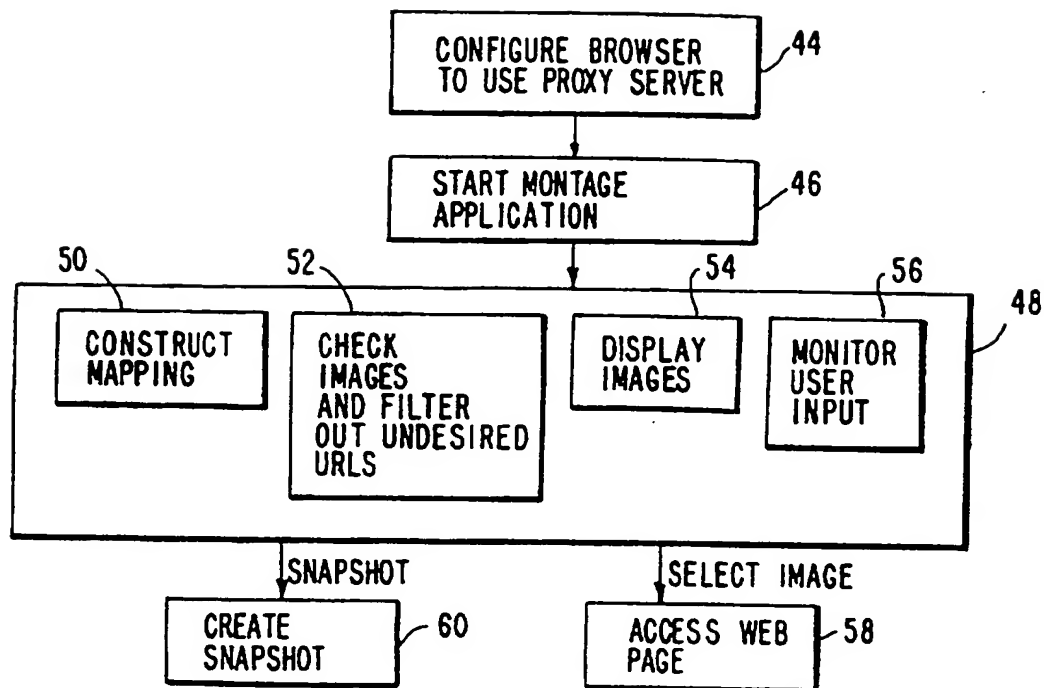 CONFIGURE BROWSER
TO USE PROXY SERVER
44
START MONTAGE
APPLICATION
46
50
52
54
56
48
CONSTRUCT
MAPPING
CHECK
IMAGES
AND FILTER
OUT UNDESIRED
URLS
DISPLAY
IMAGES
MONITOR
USER
INPUT
SNAPSHOT
SELECT IMAGE
CREATE
SNAPSHOT
60
ACCESS WEB
PAGE
58